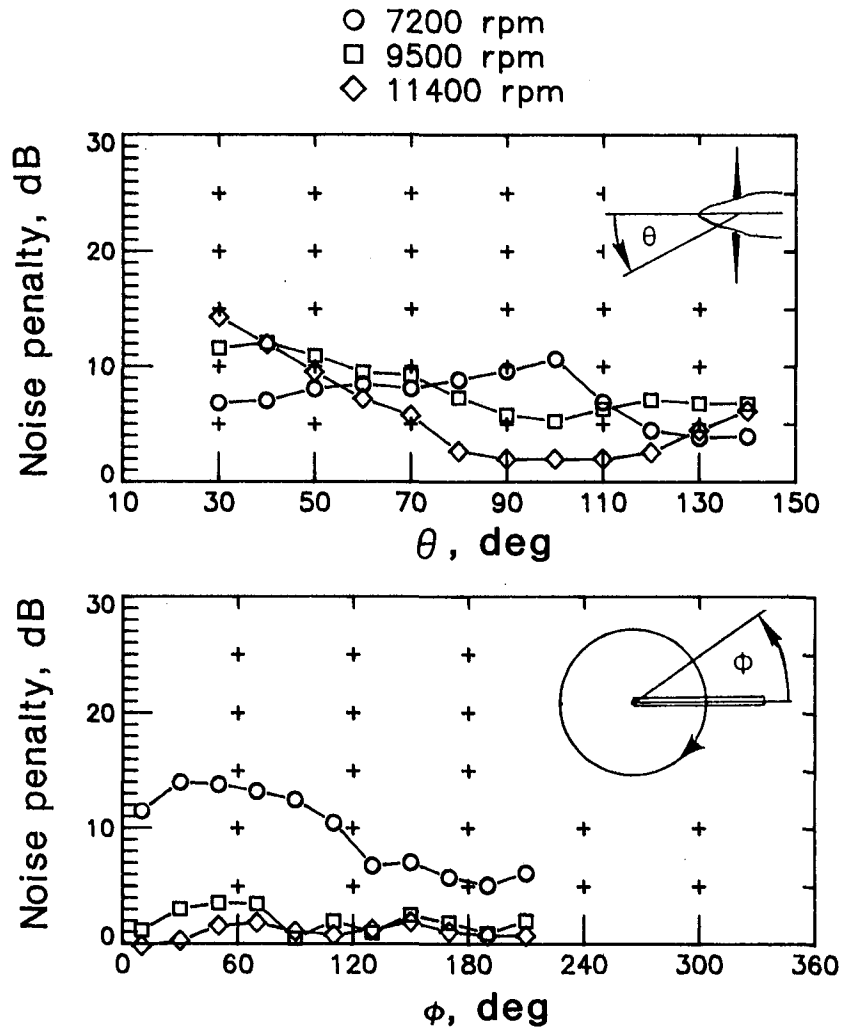 7200 rpm
9500 rpm
11400 rpm
Noise penalty, dB
30
20
10
0
θ
10 30 50 70 90 110 130 150
θ, deg
Noise penalty, dB
30
20
10
0
Φ
0 60 120 180 240 300 360
ϕ, deg